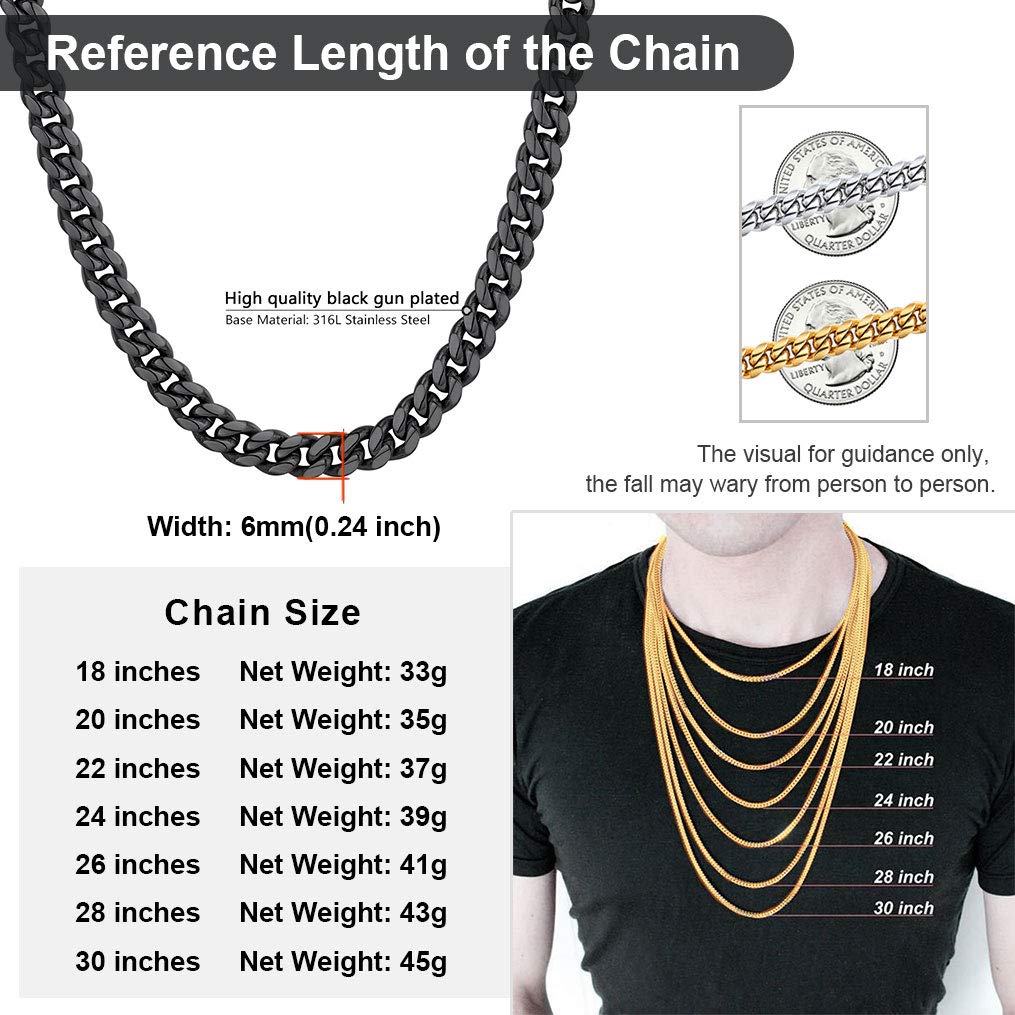 Reference Length of the Chain
UNITED STATES OF AMERICA
LIBERTY
QUARTER DOLLAR
UNITED STATES OF AMERICA
LIBERTY
QUARTER DOLLAR
High quality black gun plated
Base Material: 316L Stainless Steel
The visual for guidance only,
the fall may wary from person to person.
Width: 6mm(0.24 inch)
Chain Size
18 inches Net Weight: 33g
20 inches Net Weight: 35g
22 inches Net Weight: 37g
24 inches Net Weight: 39g
26 inches Net Weight: 41g
28 inches Net Weight: 43g
30 inches Net Weight: 45g
18 inch
20 inch
22 inch
24 inch
26 inch
28 inch
30 inch